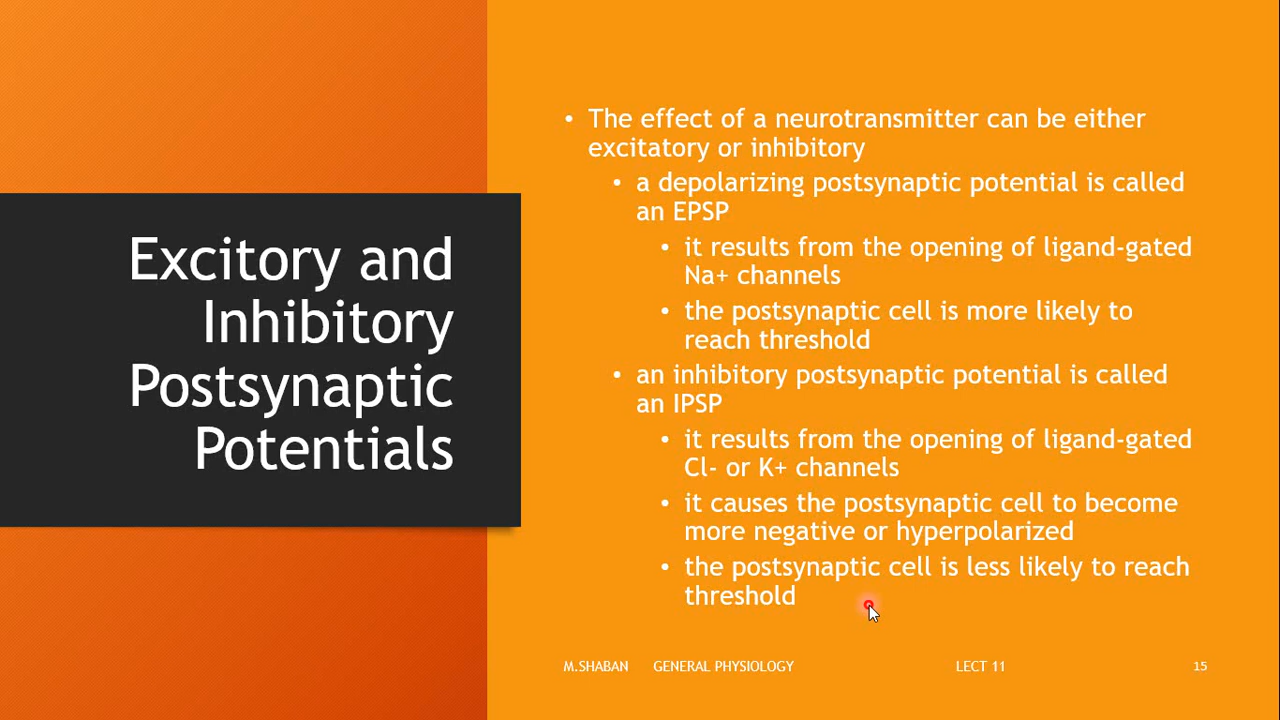 Excitory and
Inhibitory
Postsynaptic
Potentials
• The effect of a neurotransmitter can be either
excitatory or inhibitory
• a depolarizing postsynaptic potential is called
an EPSP
• it results from the opening of ligand-gated
Na+ channels
• the postsynaptic cell is more likely to
reach threshold
• an inhibitory postsynaptic potential is called
an IPSP
• it results from the opening of ligand-gated
Cl- or K+ channels
• it causes the postsynaptic cell to become
more negative or hyperpolarized
• the postsynaptic cell is less likely to reach
threshold
M.SHABAN GENERAL PHYSIOLOGY LECT 11 15